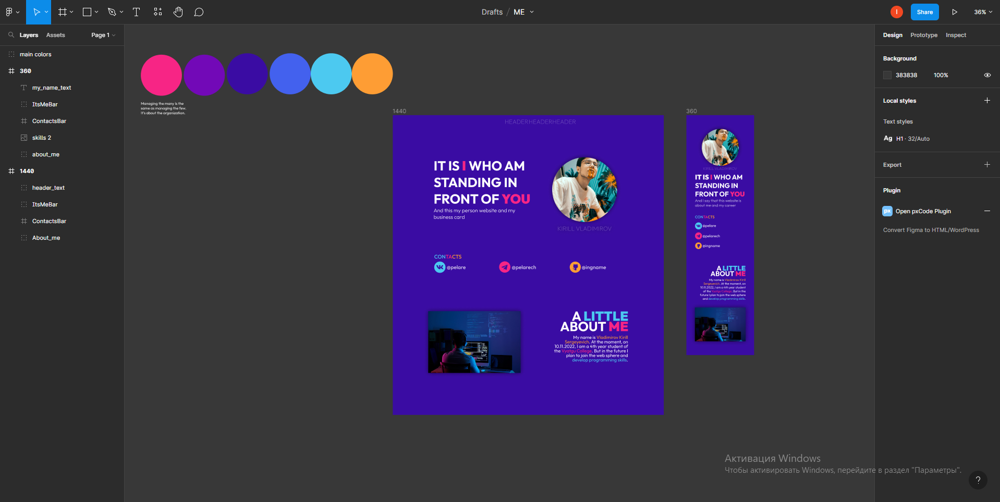 Drafts / ME
I
Share
36%
Layers
Assets
Page 1
main colors
360
my_name_text
ItsMeBar
ContactsBar
skills 2
about_me
1440
header_text
ItsMeBar
ContactsBar
About_me
Managing the many is the
same as managing the few.
It's about the organization.
1440
HEADERHEADERHEADER
IT IS I WHO AM
STANDING IN
FRONT OF YOU
And this my person website and my
business card
KIRILL VLADIMIROV
CONTACTS
@pelare
@pelarech
@ingname
A LITTLE
ABOUT ME
My name is Vladimirov Kirill
Sergeyevich. At the moment, on
10.11.2022, I am a 4th year student of
the Vyatgu College. But in the future I
plan to join the web sphere and
develop programming skills.
360
KIRILL VLADIMIROV
IT IS I WHO AM
STANDING IN
FRONT OF YOU
And I say that this website is
about me and my career
CONTACTS
@pelare
@pelarech
@ingname
A LITTLE
ABOUT ME
My name is Vladimirov Kirill
Sergeyevich. At the moment, on
10.11.2022, I am a 4th year student
of the Vyatgu College. But in the
future I plan to join the web sphere
and develop programming skills.
Design
Prototype
Inspect
Background
383838
100%
Local styles
Text styles
Ag H1 · 32/Auto
Export
Plugin
px Open pxCode Plugin
Convert Figma to HTML/WordPress
Активация Windows
Чтобы активировать Windows, перейдите в раздел "Параметры".
?